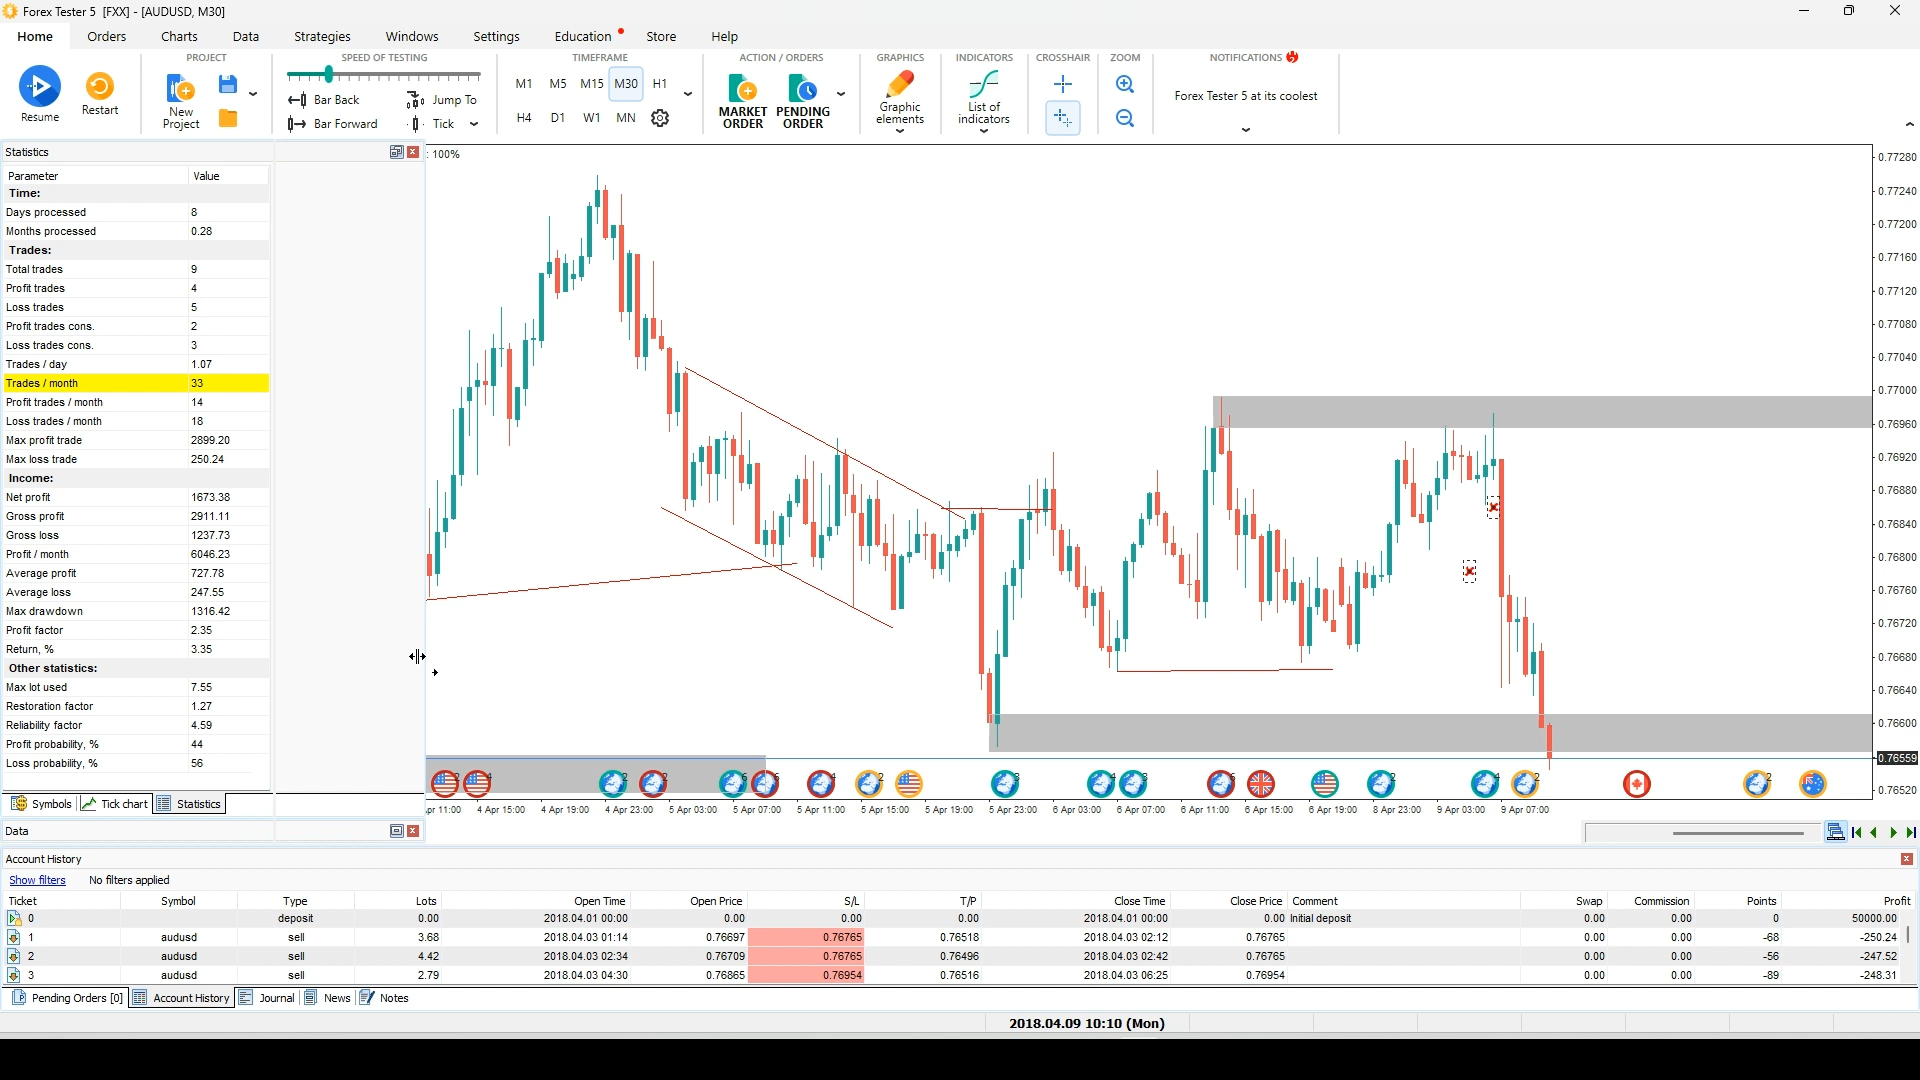 Forex Tester 5 [FXX] - [AUDUSD, M30]
Home Orders Charts Data Strategies Windows Settings Education Store Help
PROJECT SPEED OF TESTING TIMEFRAME ACTION / ORDERS GRAPHICS INDICATORS CROSSHAIR ZOOM NOTIFICATIONS
Resume Restart New Project
Bar Back Jump To
Bar Forward Tick
M1 M5 M15 M30 H1
H4 D1 W1 MN
MARKET ORDER PENDING ORDER
Graphic elements
List of indicators
Forex Tester 5 at its coolest
Statistics
: 100%
Parameter Value
Time:
Days processed 8
Months processed 0.28
Trades:
Total trades 9
Profit trades 4
Loss trades 5
Profit trades cons. 2
Loss trades cons. 3
Trades / day 1.07
Trades / month 33
Profit trades / month 14
Loss trades / month 18
Max profit trade 2899.20
Max loss trade 250.24
Income:
Net profit 1673.38
Gross profit 2911.11
Gross loss 1237.73
Profit / month 6046.23
Average profit 727.78
Average loss 247.55
Max drawdown 1316.42
Profit factor 2.35
Return, % 3.35
Other statistics:
Max lot used 7.55
Restoration factor 1.27
Reliability factor 4.59
Profit probability, % 44
Loss probability, % 56
Symbols Tick chart Statistics
0.77280
0.77240
0.77200
0.77160
0.77120
0.77080
0.77040
0.77000
0.76960
0.76920
0.76880
0.76840
0.76800
0.76760
0.76720
0.76680
0.76640
0.76600
0.76559
0.76520
pr 11:00 4 Apr 15:00 4 Apr 19:00 4 Apr 23:00 5 Apr 03:00 5 Apr 07:00 5 Apr 11:00 5 Apr 15:00 5 Apr 19:00 5 Apr 23:00 6 Apr 03:00 6 Apr 07:00 6 Apr 11:00 6 Apr 15:00 6 Apr 19:00 8 Apr 23:00 9 Apr 03:00 9 Apr 07:00
Data
Account History
Show filters No filters applied
Ticket Symbol Type Lots Open Time Open Price S/L T/P Close Time Close Price Comment Swap Commission Points Profit
0 deposit 0.00 2018.04.01 00:00 0.00 0.00 0.00 2018.04.01 00:00 0.00 Initial deposit 0.00 0.00 0 50000.00
1 audusd sell 3.68 2018.04.03 01:14 0.76697 0.76765 0.76518 2018.04.03 02:12 0.76765 0.00 0.00 -68 -250.24
2 audusd sell 4.42 2018.04.03 02:34 0.76709 0.76765 0.76496 2018.04.03 02:42 0.76765 0.00 0.00 -56 -247.52
3 audusd sell 2.79 2018.04.03 04:30 0.76865 0.76954 0.76516 2018.04.03 06:25 0.76954 0.00 0.00 -89 -248.31
Pending Orders [0] Account History Journal News Notes
2018.04.09 10:10 (Mon)